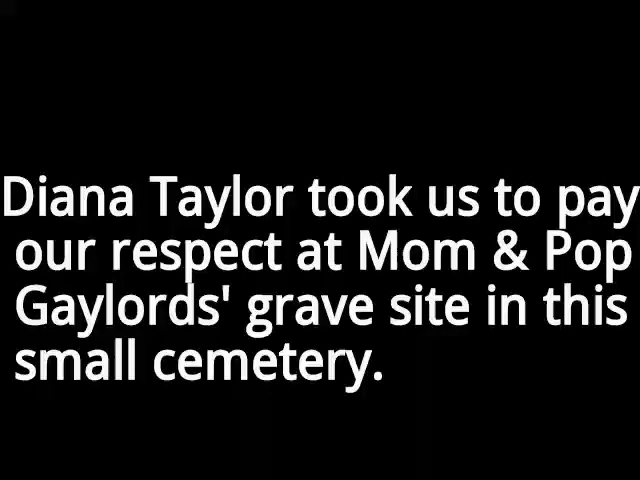 Diana Taylor took us to pay
our respect at Mom & Pop
Gaylords' grave site in this
small cemetery.